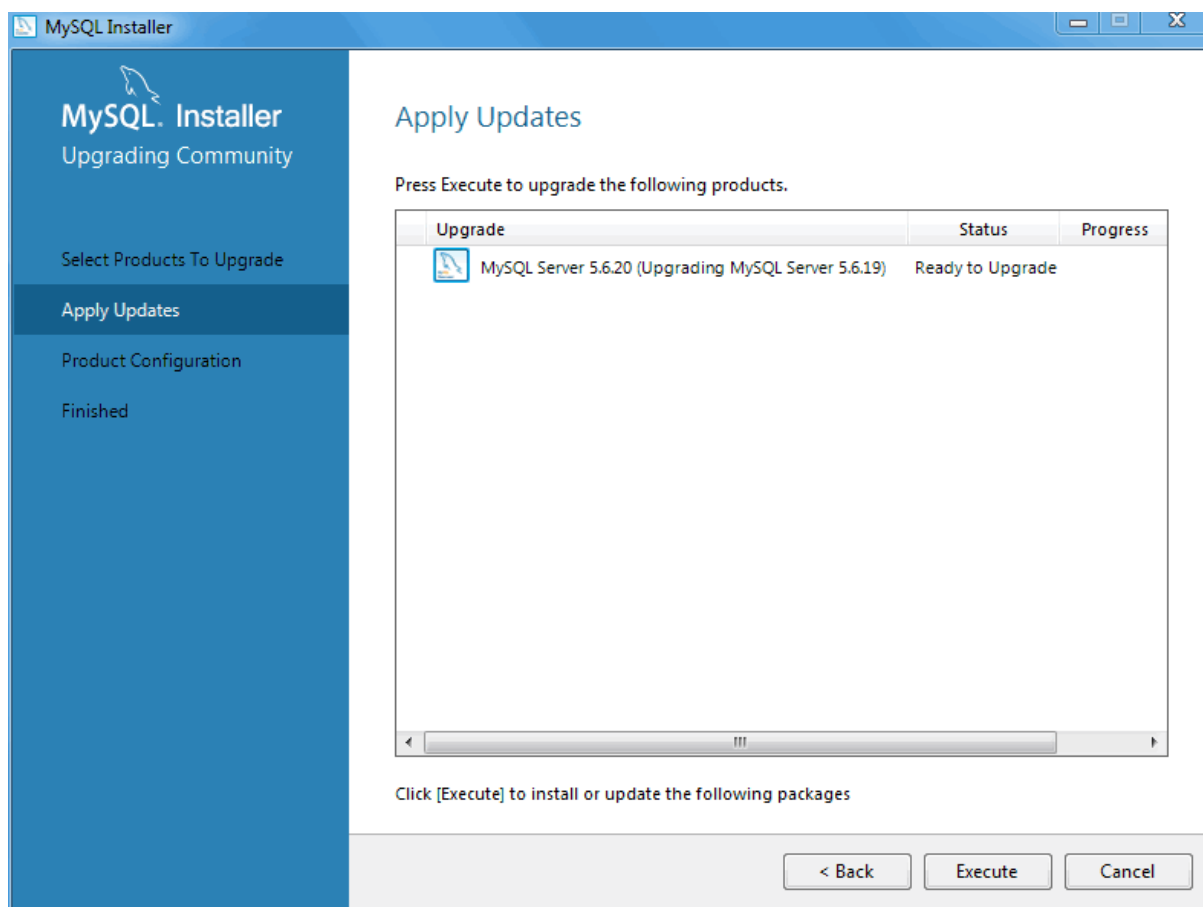 MySQL Installer
MySQL. Installer
Upgrading Community
Select Products To Upgrade
Apply Updates
Product Configuration
Finished
Apply Updates
Press Execute to upgrade the following products.
Upgrade Status Progress
MySQL Server 5.6.20 (Upgrading MySQL Server 5.6.19) Ready to Upgrade
Click [Execute] to install or update the following packages
< Back Execute Cancel